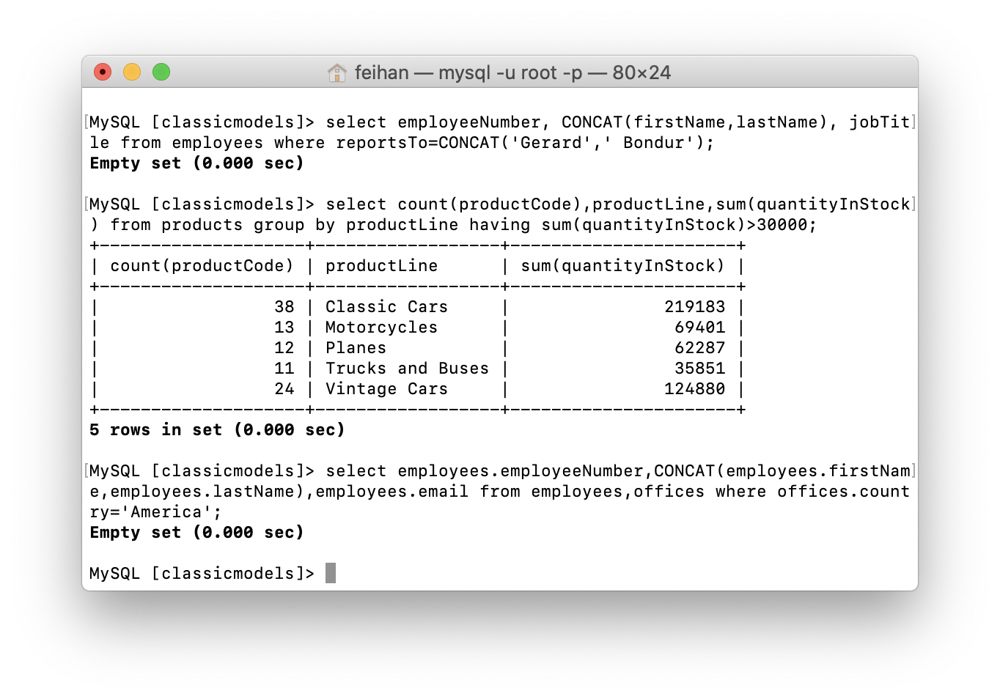 feihan — mysql -u root -p — 80×24
[MySQL [classicmodels]> select employeeNumber, CONCAT(firstName,lastName), jobTit]
le from employees where reportsTo=CONCAT('Gerard',' Bondur');
Empty set (0.000 sec)
[MySQL [classicmodels]> select count(productCode),productLine,sum(quantityInStock]
) from products group by productLine having sum(quantityInStock)>30000;
+---------------------+-------------------+----------------------+
| count(productCode) | productLine      | sum(quantityInStock) |
+---------------------+-------------------+----------------------+
|                 38 | Classic Cars     |               219183 |
|                 13 | Motorcycles      |                69401 |
|                 12 | Planes           |                62287 |
|                 11 | Trucks and Buses |                35851 |
|                 24 | Vintage Cars     |               124880 |
+---------------------+-------------------+----------------------+
5 rows in set (0.000 sec)
[MySQL [classicmodels]> select employees.employeeNumber,CONCAT(employees.firstNam]
e,employees.lastName),employees.email from employees,offices where offices.count
ry='America';
Empty set (0.000 sec)
MySQL [classicmodels]>